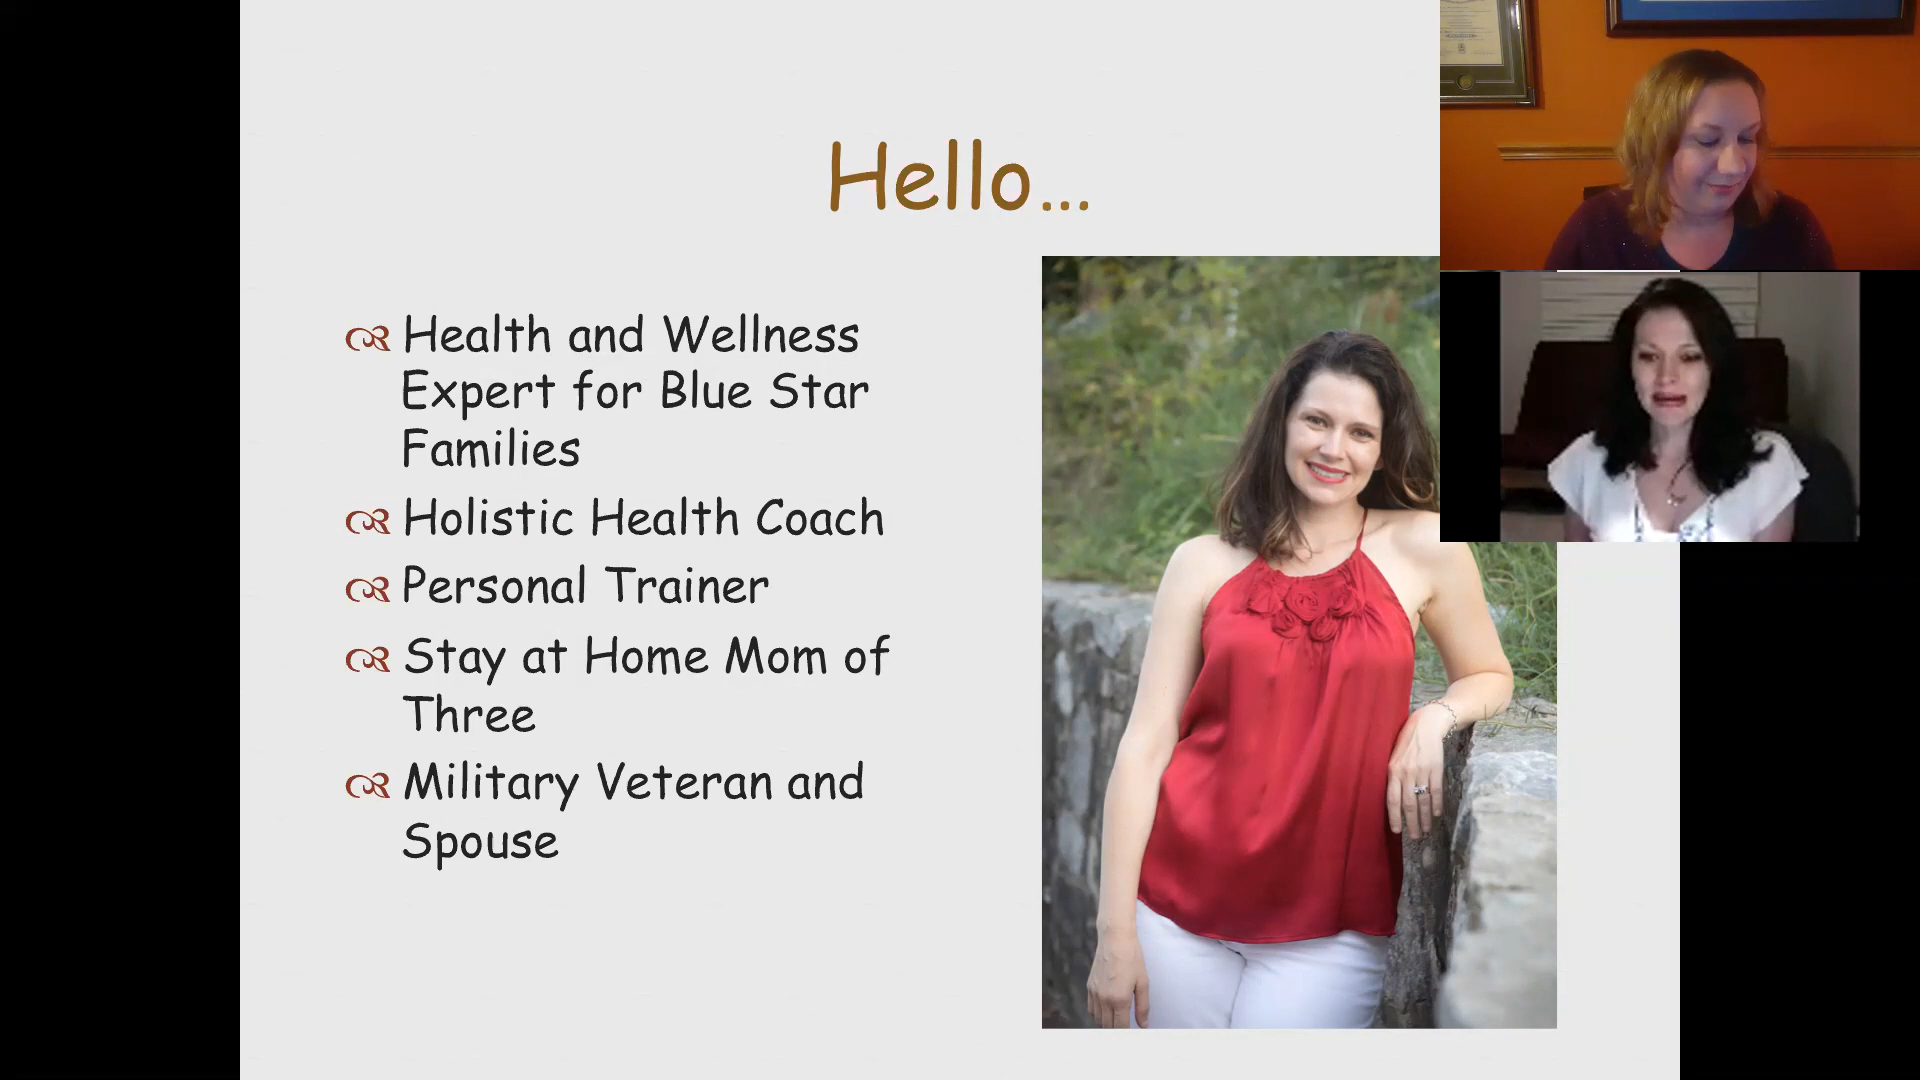 Hello...
Health and Wellness
Expert for Blue Star
Families
Holistic Health Coach
Personal Trainer
Stay at Home Mom of
Three
Military Veteran and
Spouse